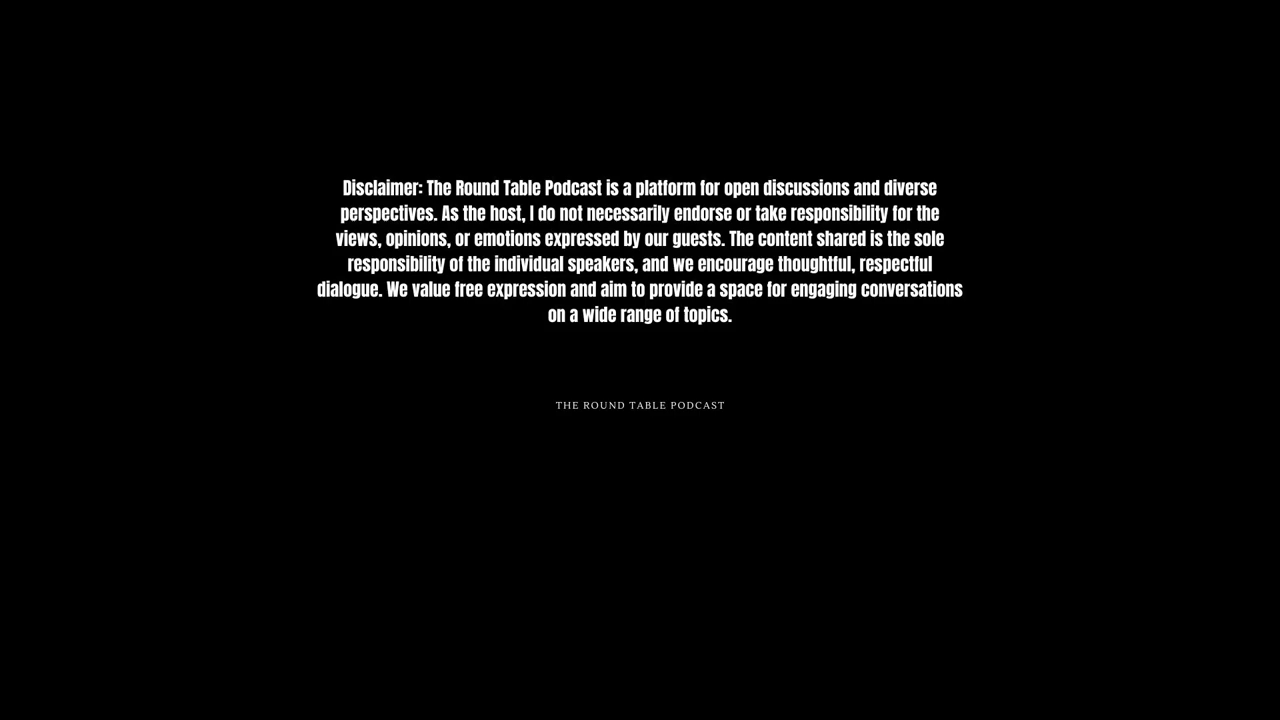 Disclaimer: The Round Table Podcast is a platform for open discussions and diverse
perspectives. As the host, I do not necessarily endorse or take responsibility for the
views, opinions, or emotions expressed by our guests. The content shared is the sole
responsibility of the individual speakers, and we encourage thoughtful, respectful
dialogue. We value free expression and aim to provide a space for engaging conversations
on a wide range of topics.
THE ROUND TABLE PODCAST